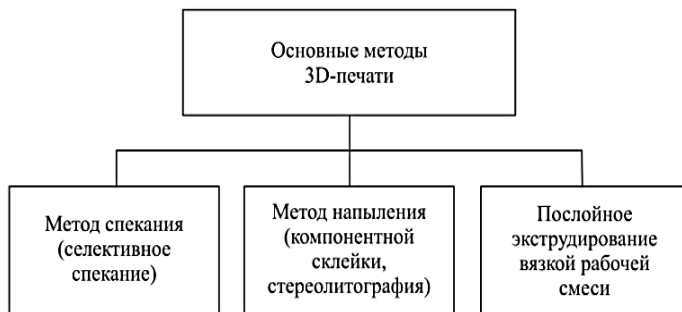 Основные методы
3D-печати
Метод спекания
(селективное
спекание)
Метод напыления
(компонентной
склейки,
стереолитография)
Послойное
экструдирование
вязкой рабочей
смеси